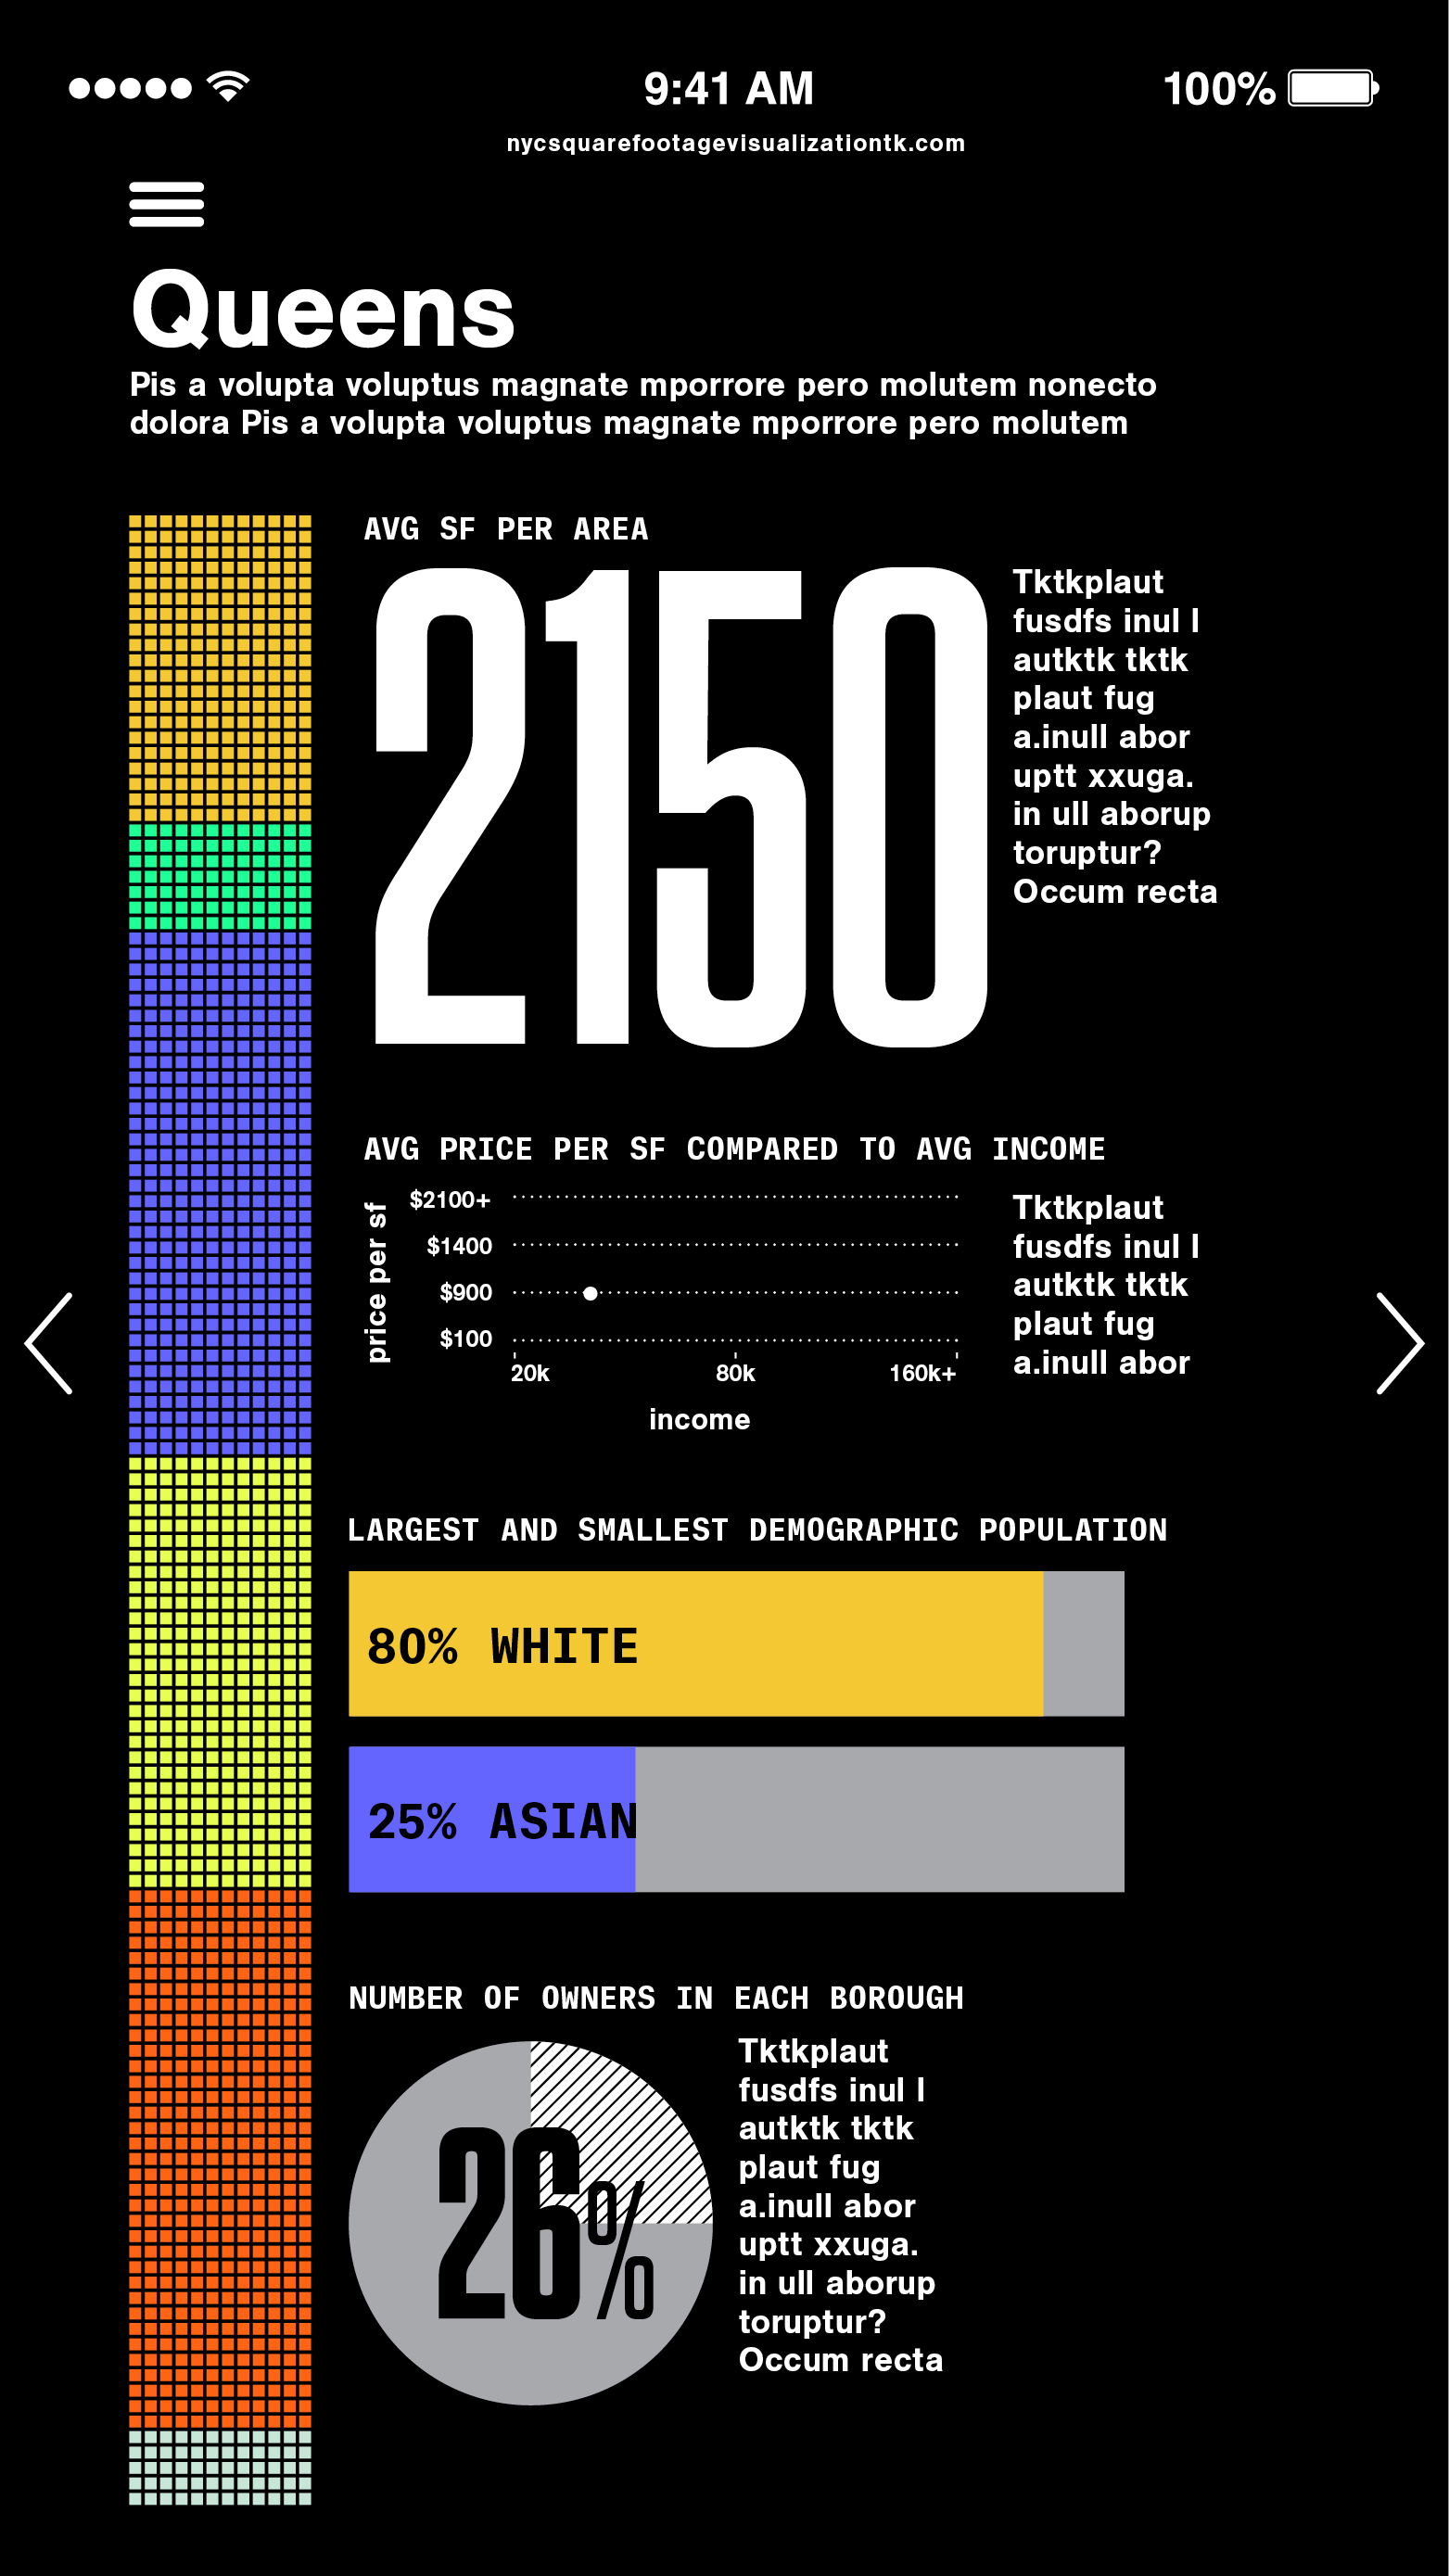 9:41 AM
100%
nycsquarefootagevisualizationtk.com
Queens
Pis a volupta voluptus magnate mporrore pero molutem nonecto
dolora Pis a volupta voluptus magnate mporrore pero molutem
AVG SF PER AREA
2150
Tktkplaut
fusdfs inul l
autktk tktk
plaut fug
a.inull abor
uptt xxuga.
in ull aborup
toruptur?
Occum recta
AVG PRICE PER SF COMPARED TO AVG INCOME
price per sf
$2100+
$1400
$900
$100
20k 80k 160k+
income
Tktkplaut
fusdfs inul l
autktk tktk
plaut fug
a.inull abor
LARGEST AND SMALLEST DEMOGRAPHIC POPULATION
80% WHITE
25% ASIAN
NUMBER OF OWNERS IN EACH BOROUGH
26%
Tktkplaut
fusdfs inul l
autktk tktk
plaut fug
a.inull abor
uptt xxuga.
in ull aborup
toruptur?
Occum recta